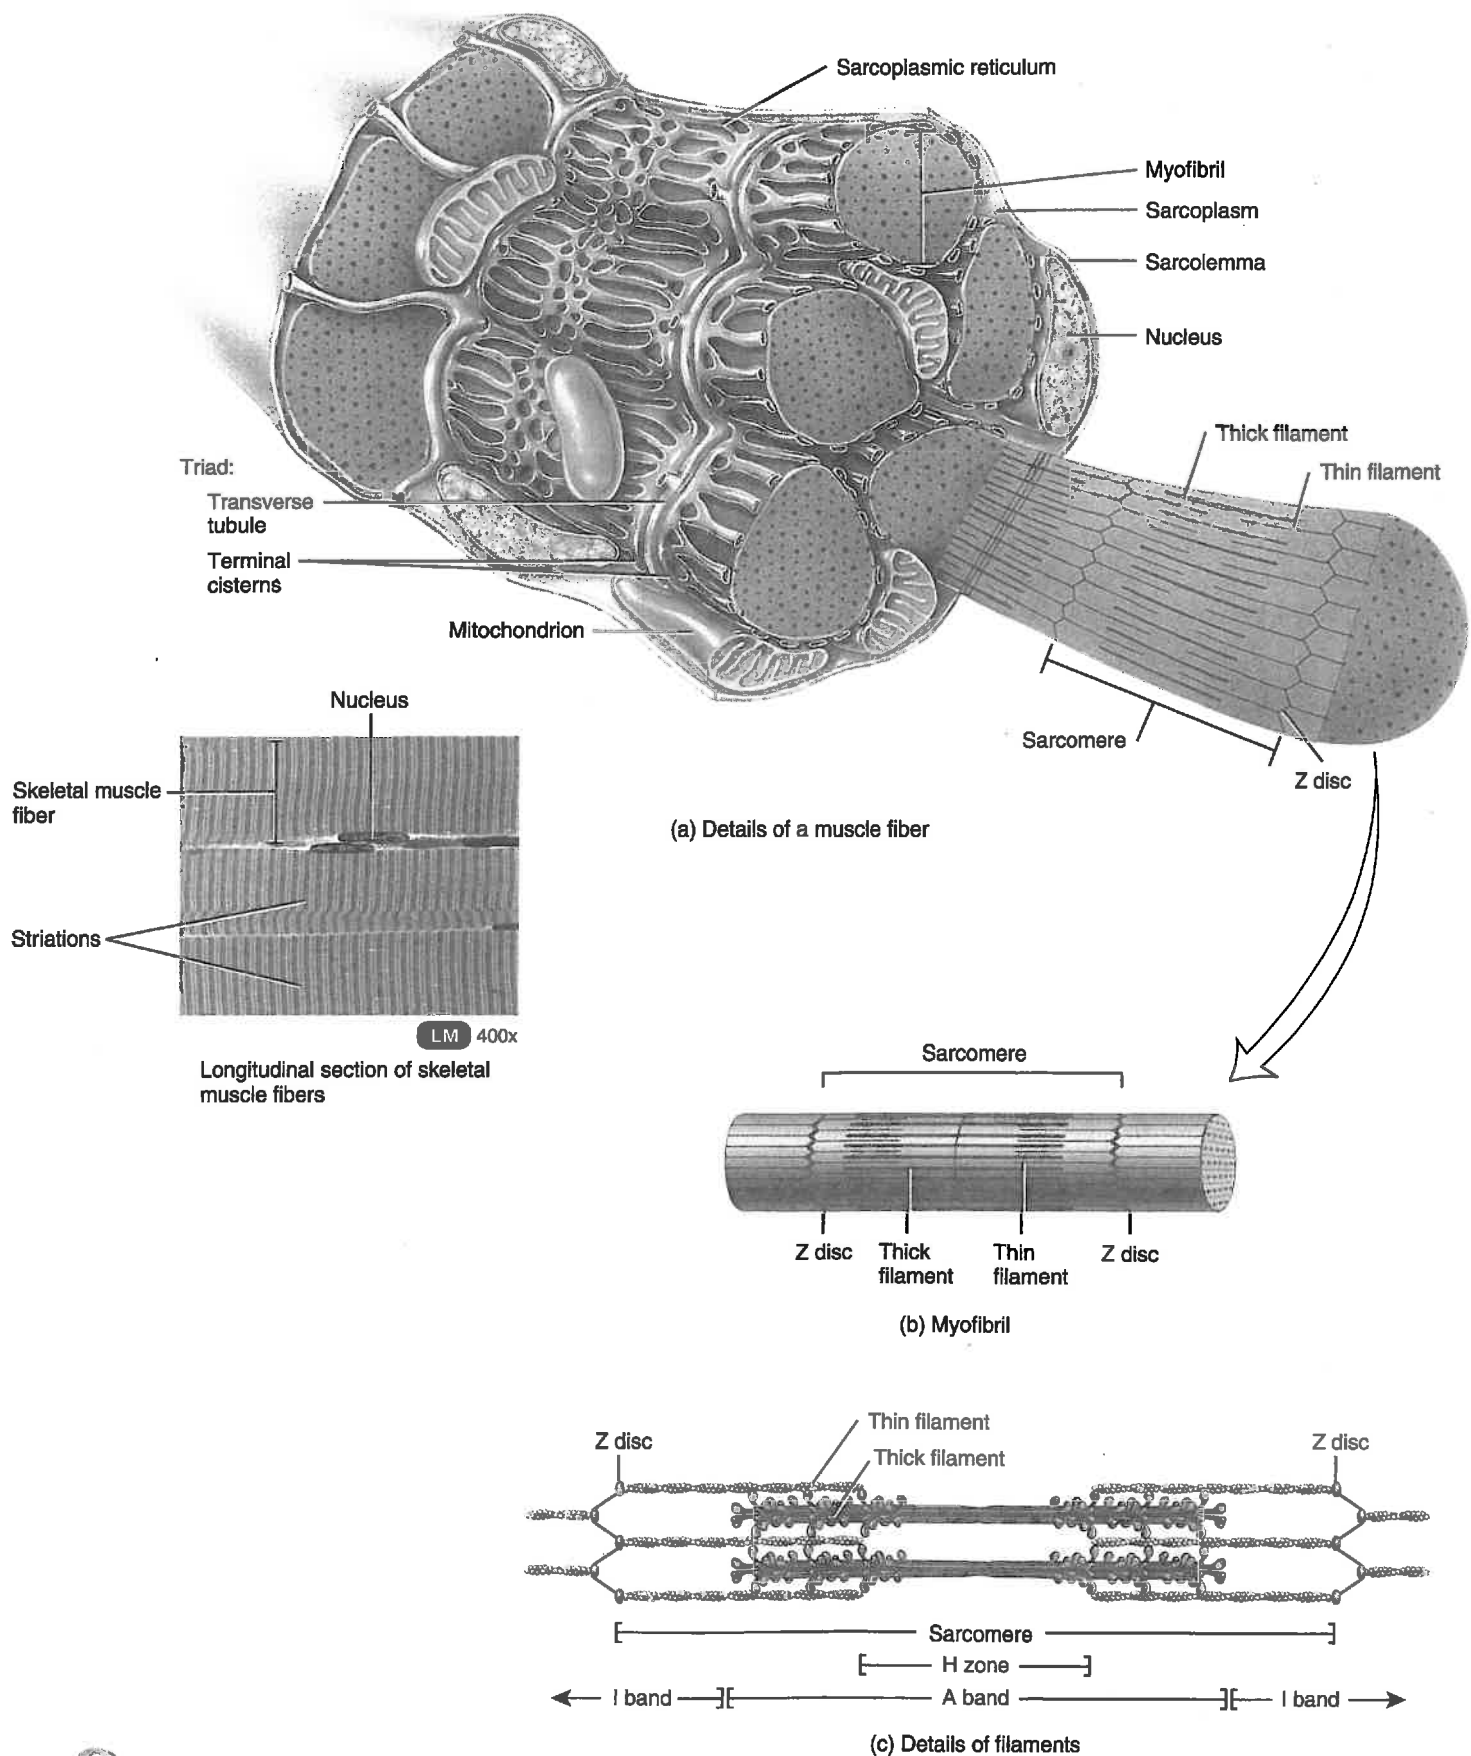 Sarcoplasmic reticulum
Myofibril
Sarcoplasm
Sarcolemma
Nucleus
Thick filament
Thin filament
Triad:
Transverse
tubule
Terminal
cisterns
Mitochondrion
Sarcomere
Z disc
(a) Details of a muscle fiber
Nucleus
Skeletal muscle
fiber
Striations
LM 400x
Longitudinal section of skeletal
muscle fibers
Sarcomere
Z disc
Thick
filament
Thin
filament
Z disc
(b) Myofibril
Thin filament
Thick filament
Z disc
Z disc
Sarcomere
H zone
I band
A band
I band
(c) Details of filaments